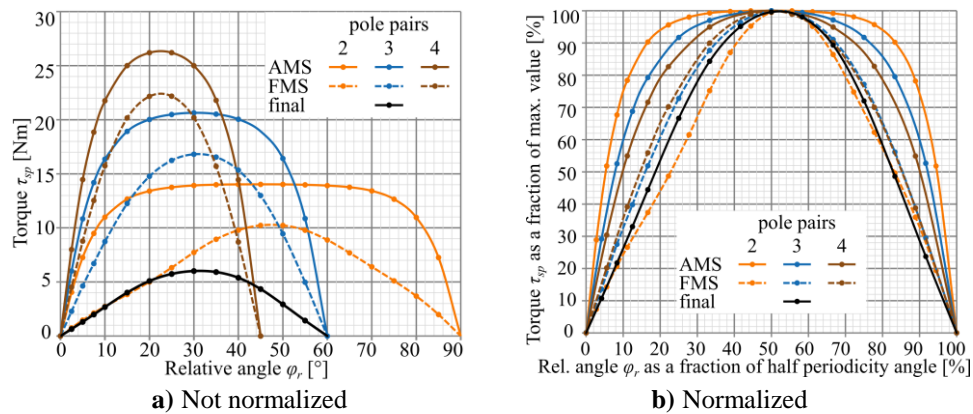 30
25
20
15
10
5
0
Torque τsp [Nm]
pole pairs
2 3 4
AMS
FMS
final
0 10 20 30 40 50 60 70 80 90
Relative angle φr [°]
a) Not normalized
100
90
80
70
60
50
40
30
20
10
0
Torque τsp as a fraction of max. value [%]
pole pairs
2 3 4
AMS
FMS
final
0 10 20 30 40 50 60 70 80 90 100
Rel. angle φr as a fraction of half periodicity angle [%]
b) Normalized